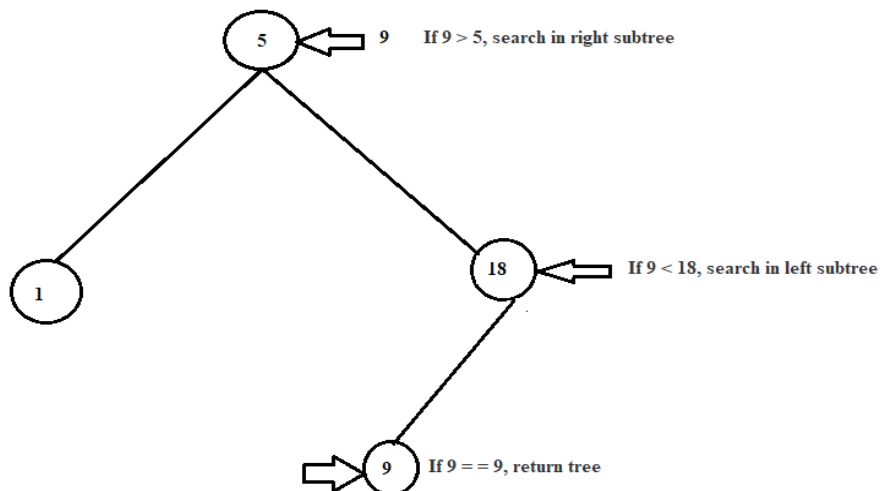 5 9 If 9 > 5, search in right subtree
18 If 9 < 18, search in left subtree
1
9 If 9 = = 9, return tree